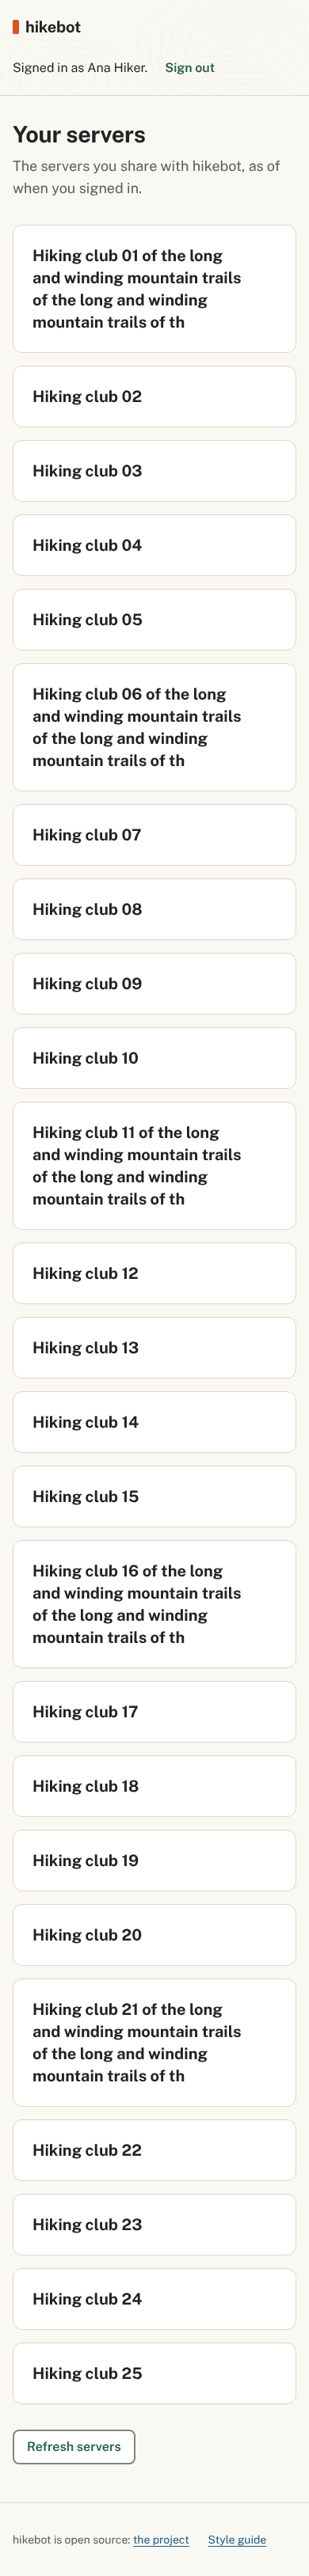 hikebot
Signed in as Ana Hiker. Sign out
Your servers
The servers you share with hikebot, as of
when you signed in.
Hiking club 01 of the long
and winding mountain trails
of the long and winding
mountain trails of th
Hiking club 02
Hiking club 03
Hiking club 04
Hiking club 05
Hiking club 06 of the long
and winding mountain trails
of the long and winding
mountain trails of th
Hiking club 07
Hiking club 08
Hiking club 09
Hiking club 10
Hiking club 11 of the long
and winding mountain trails
of the long and winding
mountain trails of th
Hiking club 12
Hiking club 13
Hiking club 14
Hiking club 15
Hiking club 16 of the long
and winding mountain trails
of the long and winding
mountain trails of th
Hiking club 17
Hiking club 18
Hiking club 19
Hiking club 20
Hiking club 21 of the long
and winding mountain trails
of the long and winding
mountain trails of th
Hiking club 22
Hiking club 23
Hiking club 24
Hiking club 25
Refresh servers
hikebot is open source: the project Style guide